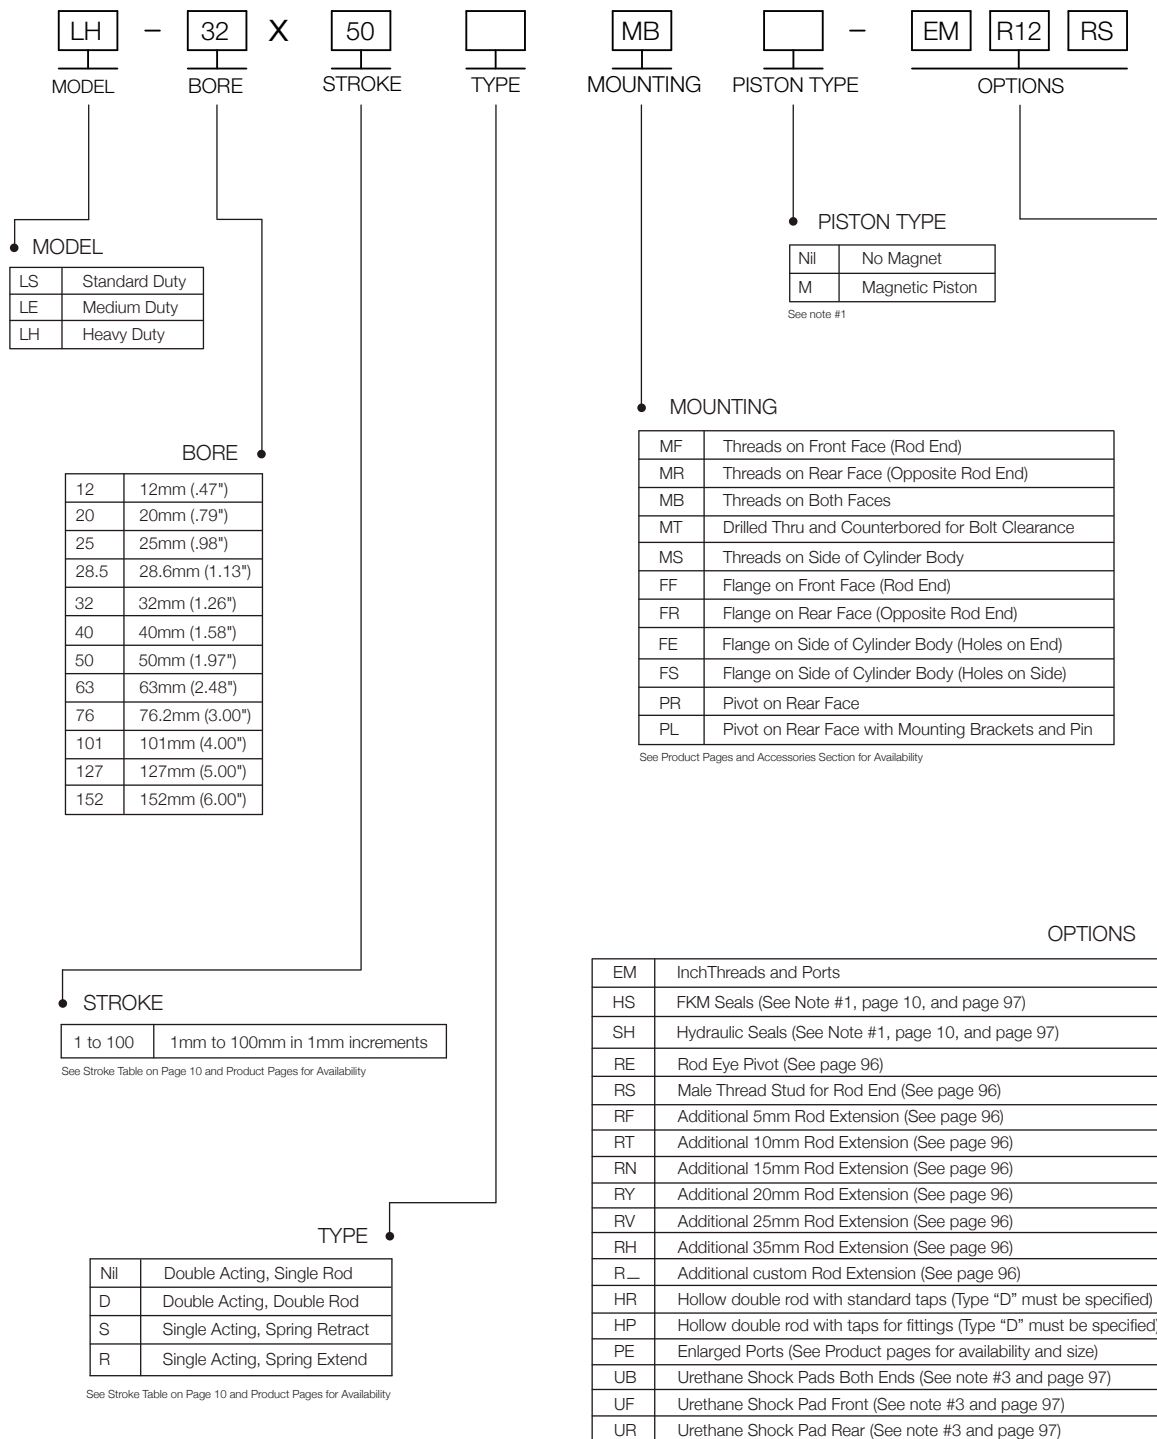 LH – 32 X 50 MB – EM R12 RS
MODEL BORE STROKE TYPE MOUNTING PISTON TYPE OPTIONS
PISTON TYPE
Nil No Magnet
M Magnetic Piston
See note #1
MODEL
LS Standard Duty
LE Medium Duty
LH Heavy Duty
MOUNTING
MF Threads on Front Face (Rod End)
MR Threads on Rear Face (Opposite Rod End)
MB Threads on Both Faces
MT Drilled Thru and Counterbored for Bolt Clearance
MS Threads on Side of Cylinder Body
FF Flange on Front Face (Rod End)
FR Flange on Rear Face (Opposite Rod End)
FE Flange on Side of Cylinder Body (Holes on End)
FS Flange on Side of Cylinder Body (Holes on Side)
PR Pivot on Rear Face
PL Pivot on Rear Face with Mounting Brackets and Pin
See Product Pages and Accessories Section for Availability
BORE
12 12mm (.47")
20 20mm (.79")
25 25mm (.98")
28.5 28.6mm (1.13")
32 32mm (1.26")
40 40mm (1.58")
50 50mm (1.97")
63 63mm (2.48")
76 76.2mm (3.00")
101 101mm (4.00")
127 127mm (5.00")
152 152mm (6.00")
STROKE
1 to 100 1mm to 100mm in 1mm increments
See Stroke Table on Page 10 and Product Pages for Availability
TYPE
Nil Double Acting, Single Rod
D Double Acting, Double Rod
S Single Acting, Spring Retract
R Single Acting, Spring Extend
See Stroke Table on Page 10 and Product Pages for Availability
OPTIONS
EM InchThreads and Ports
HS FKM Seals (See Note #1, page 10, and page 97)
SH Hydraulic Seals (See Note #1, page 10, and page 97)
RE Rod Eye Pivot (See page 96)
RS Male Thread Stud for Rod End (See page 96)
RF Additional 5mm Rod Extension (See page 96)
RT Additional 10mm Rod Extension (See page 96)
RN Additional 15mm Rod Extension (See page 96)
RY Additional 20mm Rod Extension (See page 96)
RV Additional 25mm Rod Extension (See page 96)
RH Additional 35mm Rod Extension (See page 96)
R_ Additional custom Rod Extension (See page 96)
HR Hollow double rod with standard taps (Type “D” must be specified)
HP Hollow double rod with taps for fittings (Type “D” must be specified)
PE Enlarged Ports (See Product pages for availability and size)
UB Urethane Shock Pads Both Ends (See note #3 and page 97)
UF Urethane Shock Pad Front (See note #3 and page 97)
UR Urethane Shock Pad Rear (See note #3 and page 97)